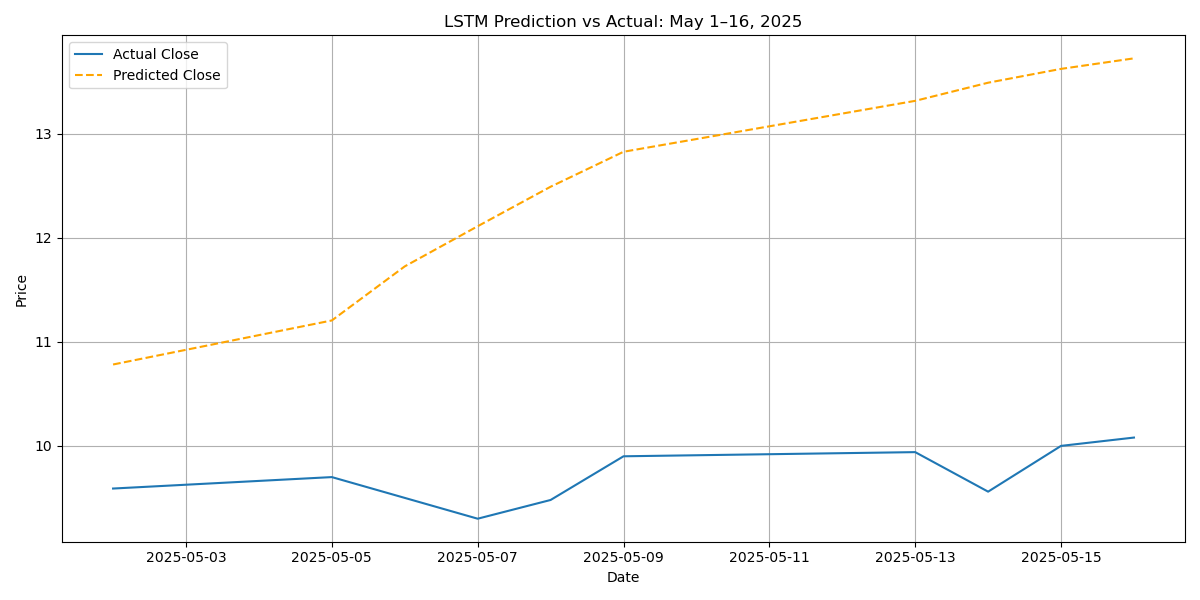 LSTM Prediction vs Actual: May 1–16, 2025
Actual Close
Predicted Close
Price
13
12
11
10
2025-05-03
2025-05-05
2025-05-07
2025-05-09
2025-05-11
2025-05-13
2025-05-15
Date